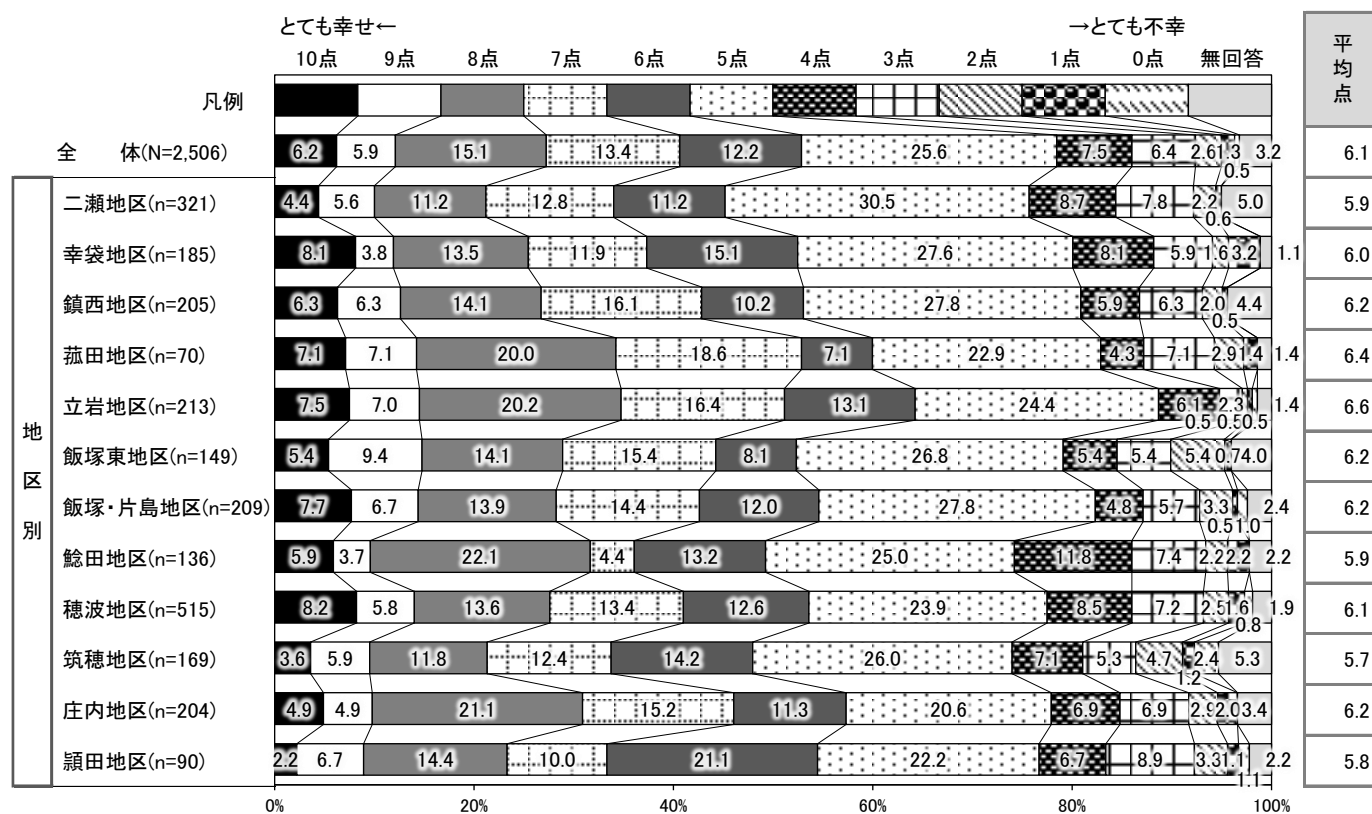 とても幸せ← →とても不幸
10点 9点 8点 7点 6点 5点 4点 3点 2点 1点 0点 無回答 平均点
凡例
全 体(N=2,506) 6.2 5.9 15.1 13.4 12.2 25.6 7.5 6.4 2.6 1.3 0.5 3.2 6.1
地区別
二瀬地区(n=321) 4.4 5.6 11.2 12.8 11.2 30.5 8.7 7.8 2.2 0.6 5.0 5.9
幸袋地区(n=185) 8.1 3.8 13.5 11.9 15.1 27.6 8.1 5.9 1.6 3.2 1.1 6.0
鎮西地区(n=205) 6.3 6.3 14.1 16.1 10.2 27.8 5.9 6.3 2.0 0.5 4.4 6.2
菰田地区(n=70) 7.1 7.1 20.0 18.6 7.1 22.9 4.3 7.1 2.9 1.4 1.4 6.4
立岩地区(n=213) 7.5 7.0 20.2 16.4 13.1 24.4 6.1 2.3 0.5 0.5 0.5 1.4 6.6
飯塚東地区(n=149) 5.4 9.4 14.1 15.4 8.1 26.8 5.4 5.4 5.4 0.7 4.0 6.2
飯塚・片島地区(n=209) 7.7 6.7 13.9 14.4 12.0 27.8 4.8 5.7 3.3 0.5 1.0 2.4 6.2
鯰田地区(n=136) 5.9 3.7 22.1 4.4 13.2 25.0 11.8 7.4 2.2 2.2 2.2 5.9
穂波地区(n=515) 8.2 5.8 13.6 13.4 12.6 23.9 8.5 7.2 2.5 1.6 0.8 1.9 6.1
筑穂地区(n=169) 3.6 5.9 11.8 12.4 14.2 26.0 7.1 5.3 4.7 1.2 2.4 5.3 5.7
庄内地区(n=204) 4.9 4.9 21.1 15.2 11.3 20.6 6.9 6.9 2.9 2.0 3.4 6.2
頴田地区(n=90) 2.2 6.7 14.4 10.0 21.1 22.2 6.7 8.9 3.3 1.1 1.1 2.2 5.8
0% 20% 40% 60% 80% 100%